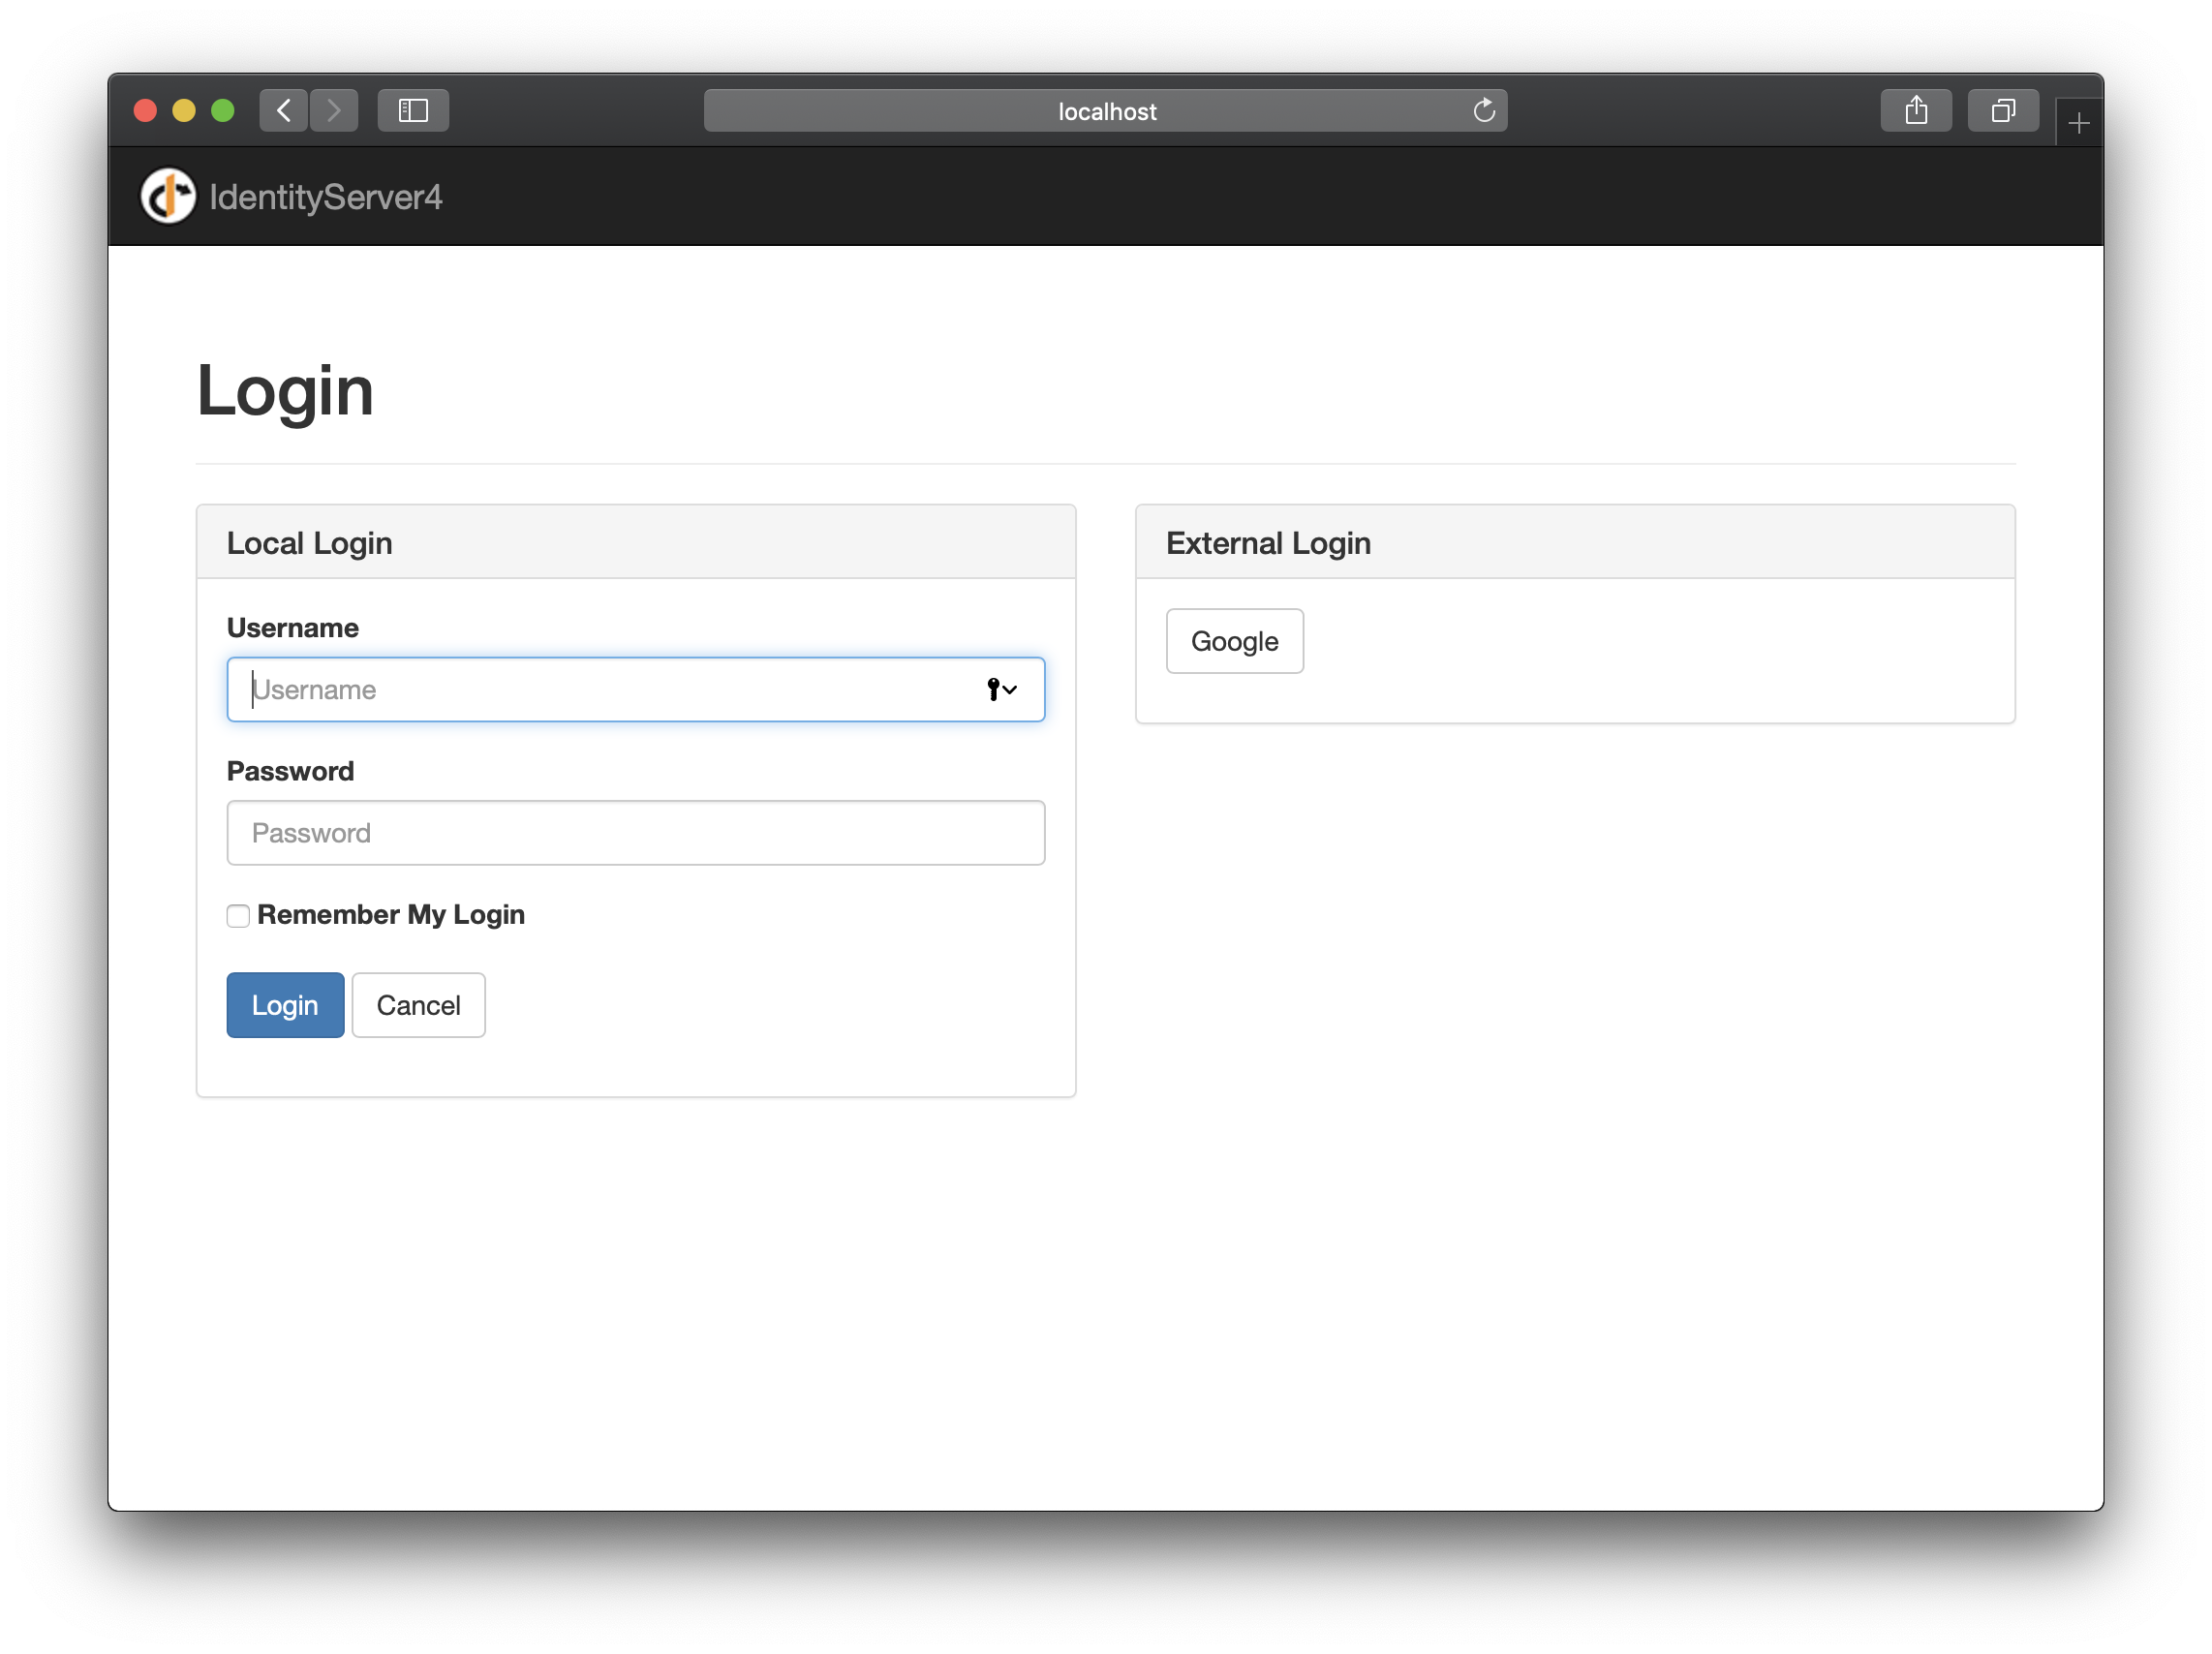 localhost
IdentityServer4
Login
Local Login
Username
Username
Password
Password
Remember My Login
Login Cancel
External Login
Google